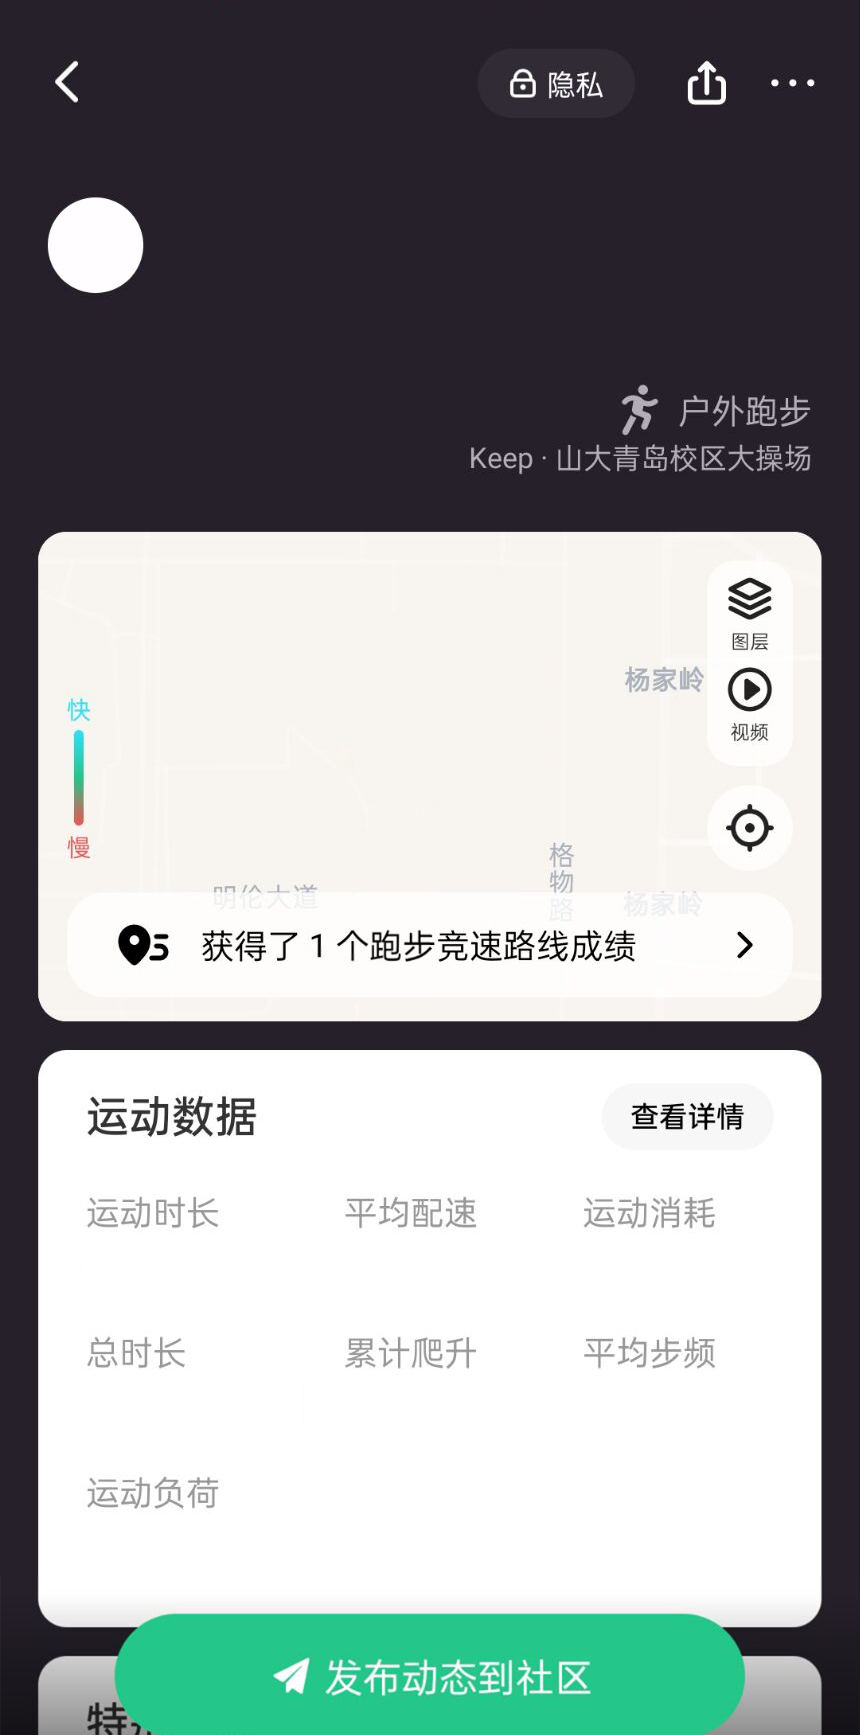 隐私
户外跑步
Keep · 山大青岛校区大操场
图层
杨家岭
快
视频
慢
格物路
明伦大道
杨家岭
获得了 1 个跑步竞速路线成绩
运动数据
查看详情
运动时长
平均配速
运动消耗
总时长
累计爬升
平均步频
运动负荷
发布动态到社区
特